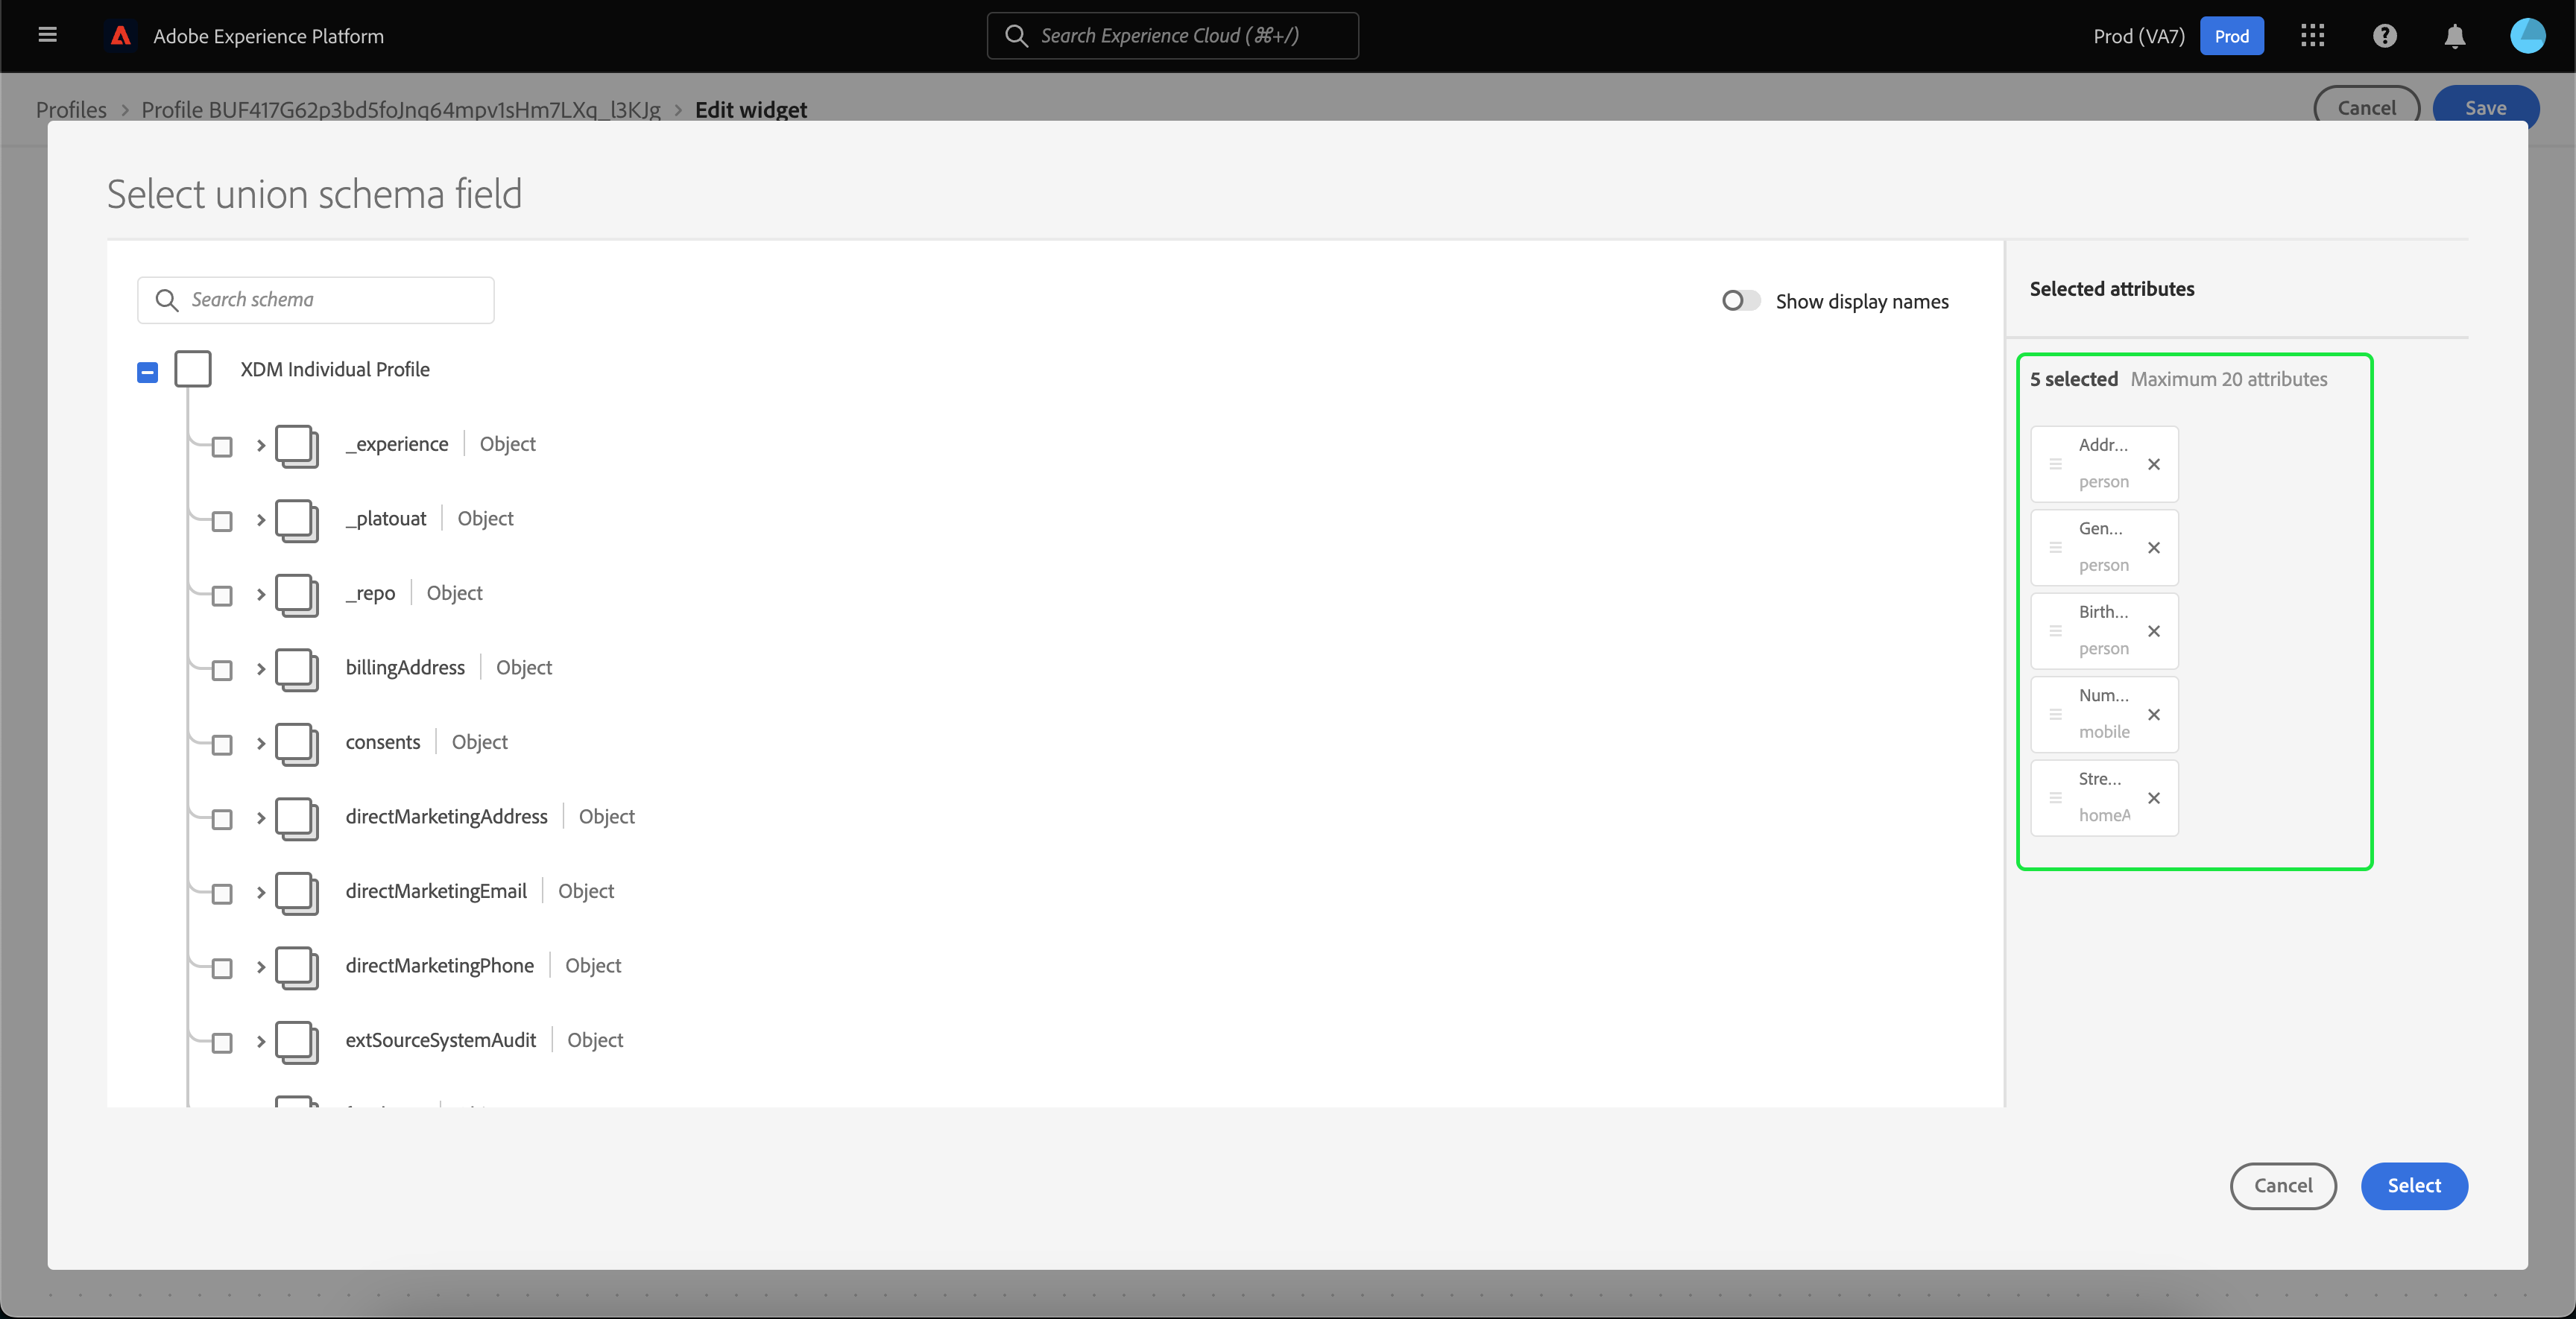 Adobe Experience Platform
Search Experience Cloud (⌘+/)
Prod (VA7)
Prod
Profiles > Profile BUF417G62p3bd5foJnq64mpv1sHm7LXq_l3KJg > Edit widget
Cancel
Save
Select union schema field
Search schema
Show display names
XDM Individual Profile
_experience | Object
_platouat | Object
_repo | Object
billingAddress | Object
consents | Object
directMarketingAddress | Object
directMarketingEmail | Object
directMarketingPhone | Object
extSourceSystemAudit | Object
Selected attributes
5 selected Maximum 20 attributes
Addr...
person
Gen...
person
Birth...
person
Num...
mobile
Stre...
homeA
Cancel
Select